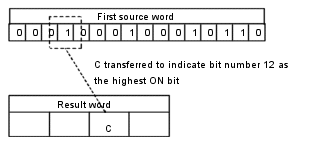 First source word
0 0 0 1 0 0 0 1 0 0 0 1 0 1 1 0
C transferred to indicate bit number 12 as
the highest ON bit
Result word
C